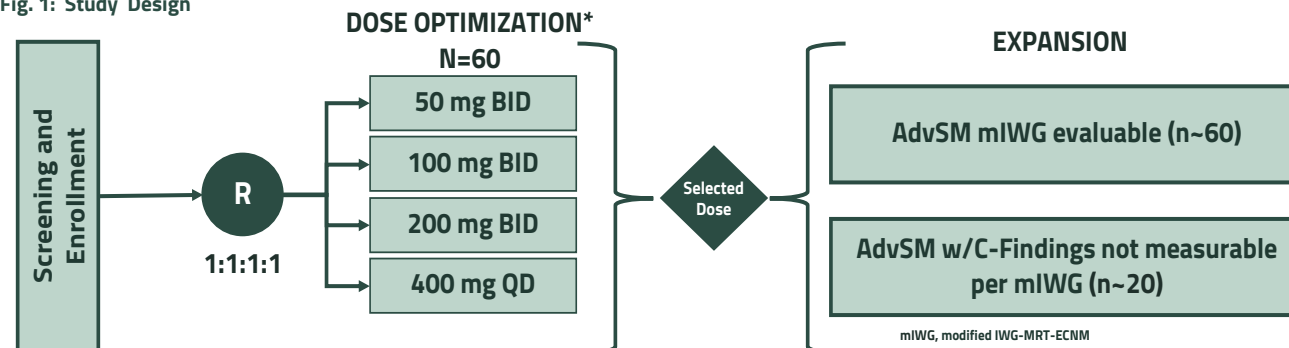 Fig. 1: Study Design
Screening and
Enrollment
R
1:1:1:1
DOSE OPTIMIZATION*
N=60
50 mg BID
100 mg BID
200 mg BID
400 mg QD
Selected
Dose
EXPANSION
AdvSM mIWG evaluable (n~60)
AdvSM w/C-Findings not measurable
per mIWG (n~20)
mIWG, modified IWG-MRT-ECNM